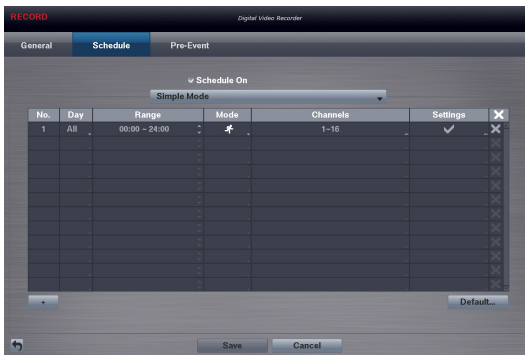 RECORD
Digital Video Recorder
General Schedule Pre-Event
Schedule On
Simple Mode
No. Day Range Mode Channels Settings
1 All 00:00 ~ 24:00 1~16
+ Default...
Save Cancel